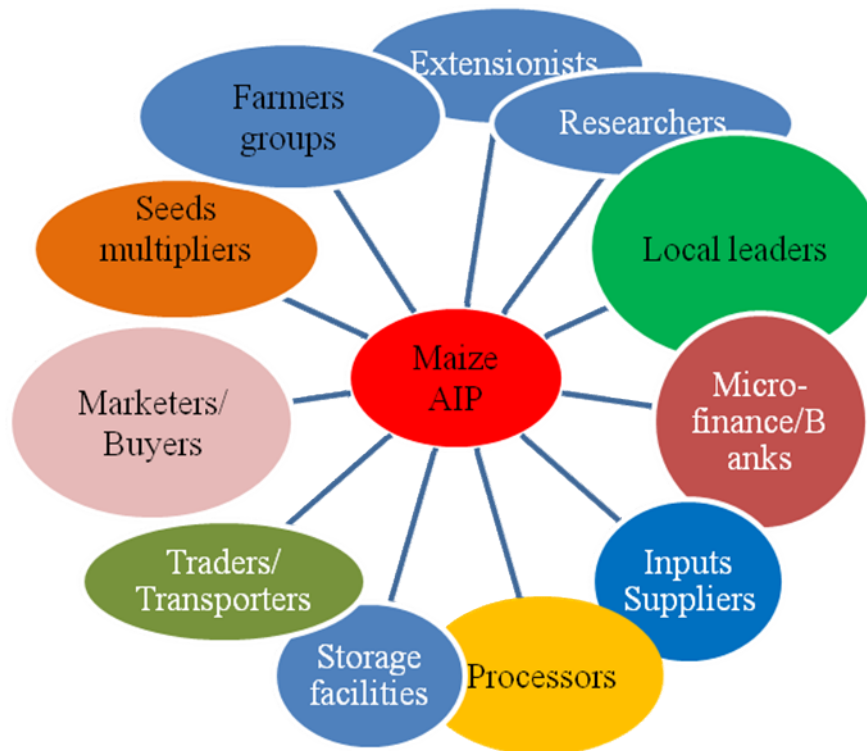 Extensionists
Farmers
groups
Researchers
Seeds
multipliers
Local leaders
Maize
AIP
Marketers/
Buyers
Micro-
finance/B
anks
Traders/
Transporters
Inputs
Suppliers
Storage
facilities
Processors